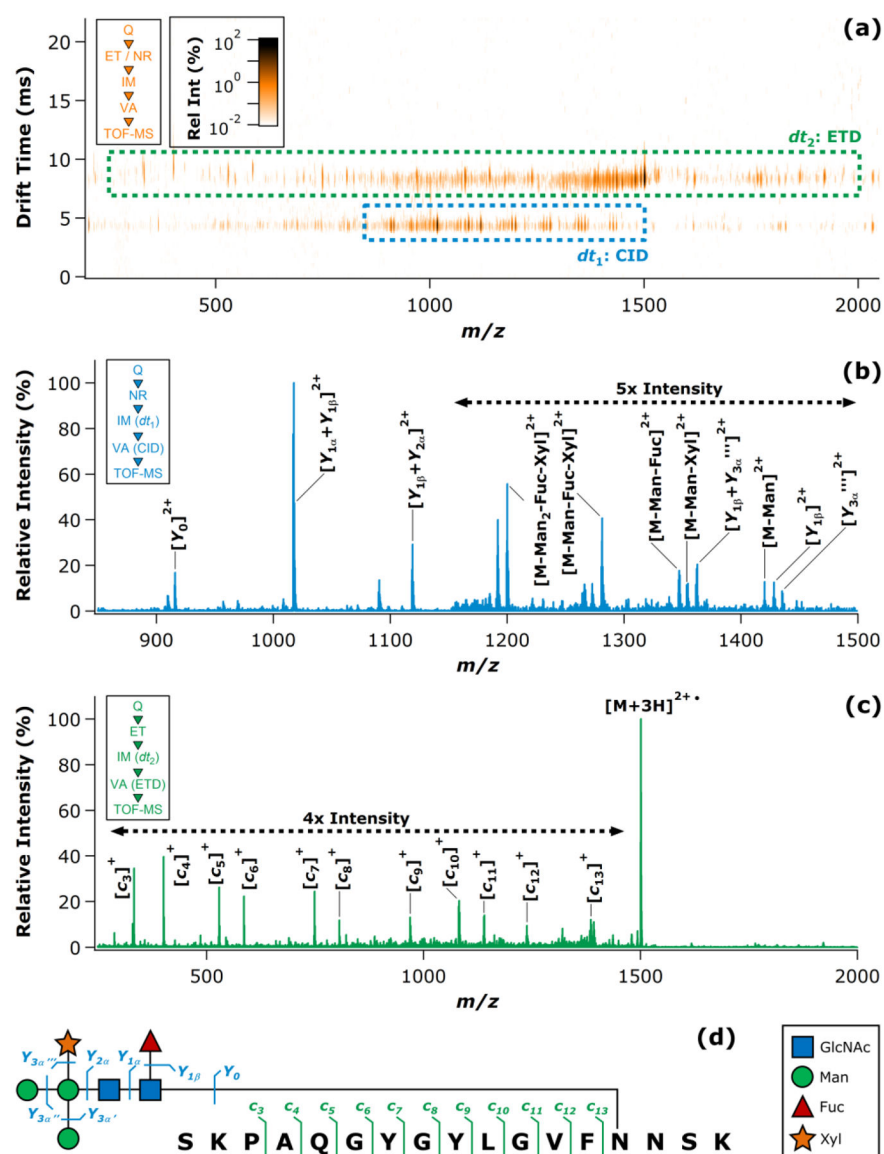 (a)
Q
ET / NR
IM
VA
TOF-MS
Rel Int (%)
10^2
10^0
10^-2
Drift Time (ms)
20
15
10
5
0
dt2: ETD
dt1: CID
500
1000
1500
2000
m/z
(b)
Q
NR
IM (dt1)
VA (CID)
TOF-MS
Relative Intensity (%)
100
80
60
40
20
0
5x Intensity
[Y0]2+
[Y1α+Y1β]2+
[Y1β+Y2α]2+
[M-Man2-Fuc-Xyl]2+
[M-Man-Fuc-Xyl]2+
[M-Man-Fuc]2+
[M-Man-Xyl]2+
[Y1β+Y3α''']2+
[M-Man]2+
[Y1β]2+
[Y3α''']2+
900
1000
1100
1200
1300
1400
1500
m/z
(c)
Q
ET
IM (dt2)
VA (ETD)
TOF-MS
Relative Intensity (%)
100
80
60
40
20
0
4x Intensity
[M+3H]2+•
[c3]+
[c4]+
[c5]+
[c6]+
[c7]+
[c8]+
[c9]+
[c10]+
[c11]+
[c12]+
[c13]+
500
1000
1500
2000
m/z
(d)
Y3α''' Y2α Y1α Y1β Y0
Y3α'' Y3α'
c3 c4 c5 c6 c7 c8 c9 c10 c11 c12 c13
S K P A Q G Y G Y L G V F N N S K
GlcNAc
Man
Fuc
Xyl